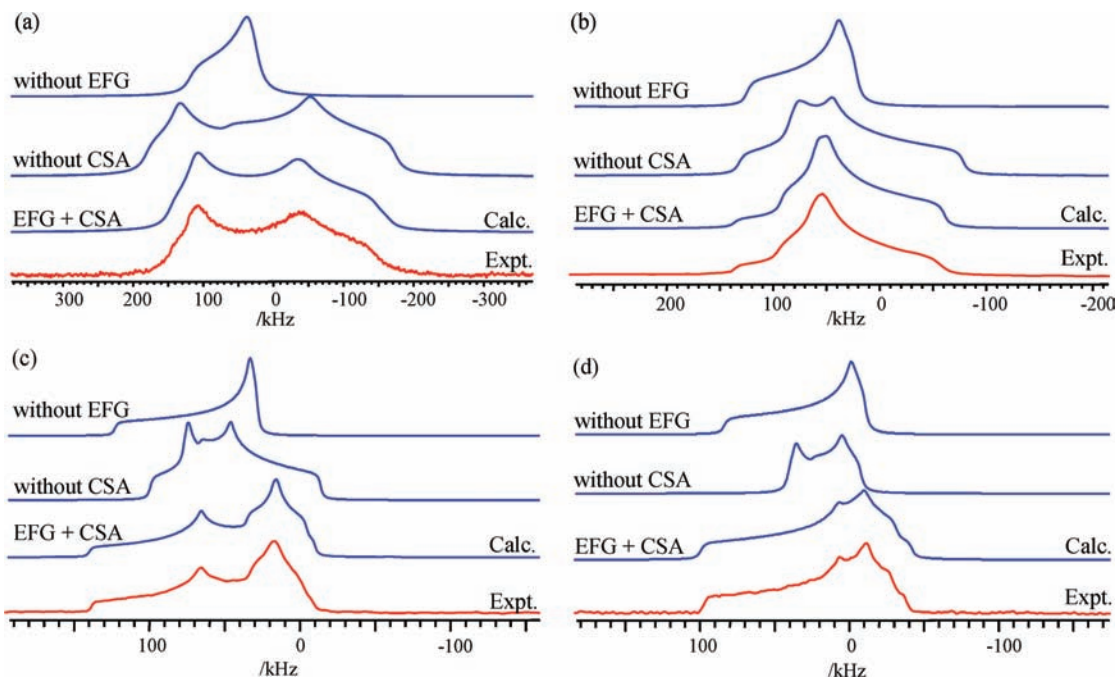 (a)
without EFG
without CSA
EFG + CSA
Calc.
Expt.
300 200 100 0 -100 -200 -300
/kHz
(b)
without EFG
without CSA
EFG + CSA
Calc.
Expt.
200 100 0 -100 -200
/kHz
(c)
without EFG
without CSA
EFG + CSA
Calc.
Expt.
100 0 -100
/kHz
(d)
without EFG
without CSA
EFG + CSA
Calc.
Expt.
100 0 -100
/kHz